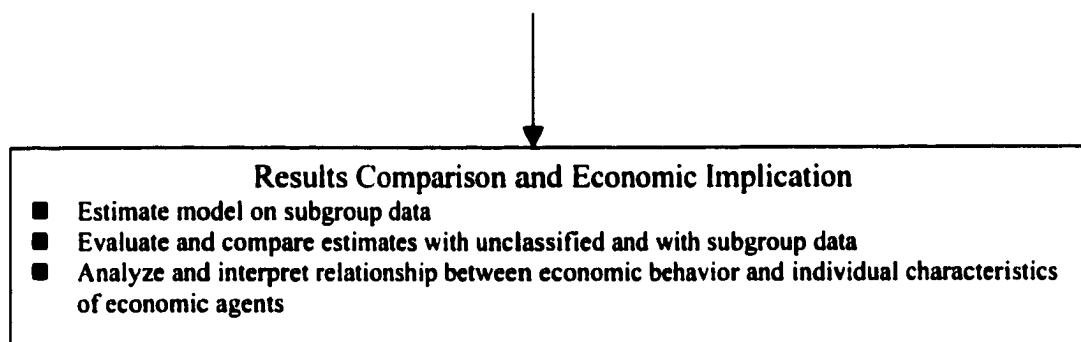 Results Comparison and Economic Implication
■ Estimate model on subgroup data
■ Evaluate and compare estimates with unclassified and with subgroup data
■ Analyze and interpret relationship between economic behavior and individual characteristics
of economic agents